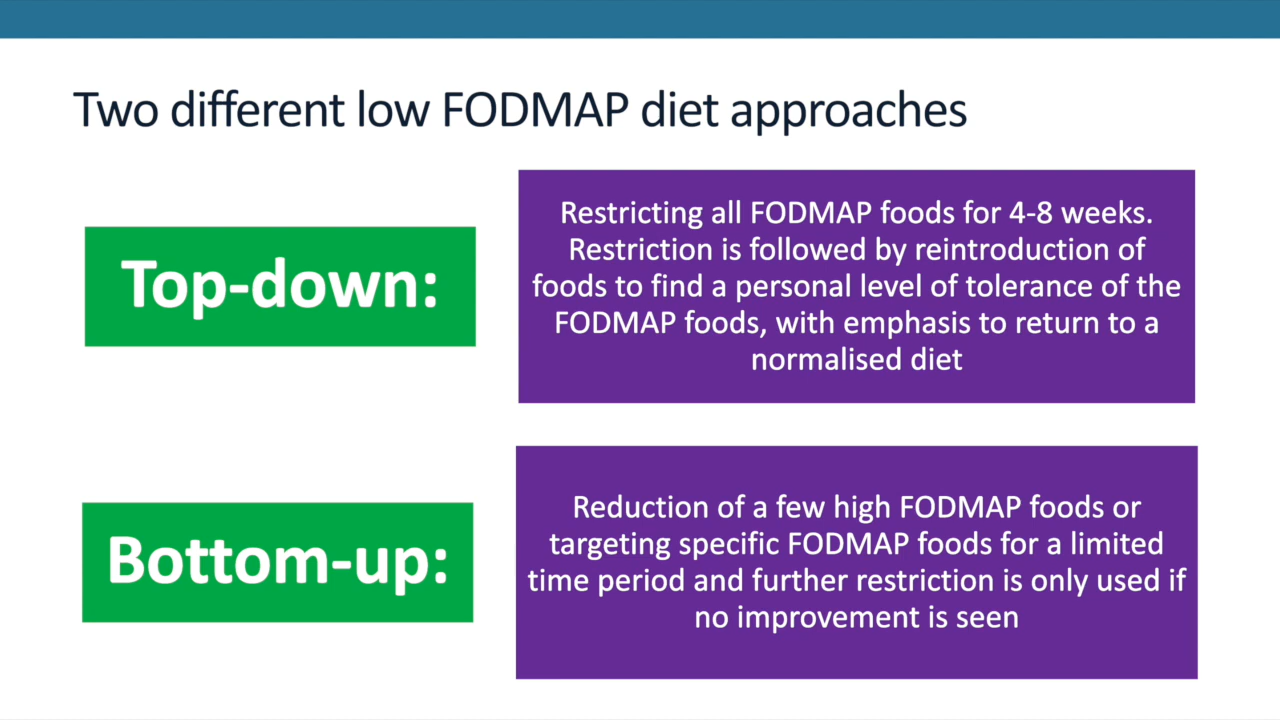 Two different low FODMAP diet approaches
Top-down:
Restricting all FODMAP foods for 4-8 weeks.
Restriction is followed by reintroduction of
foods to find a personal level of tolerance of the
FODMAP foods, with emphasis to return to a
normalised diet
Bottom-up:
Reduction of a few high FODMAP foods or
targeting specific FODMAP foods for a limited
time period and further restriction is only used if
no improvement is seen